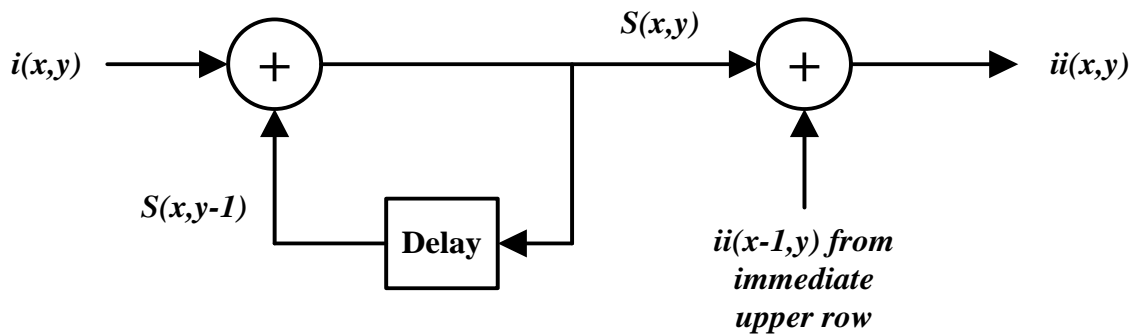 S(x,y)
i(x,y)
+
+
ii(x,y)
S(x,y-1)
Delay
ii(x-1,y) from
immediate
upper row